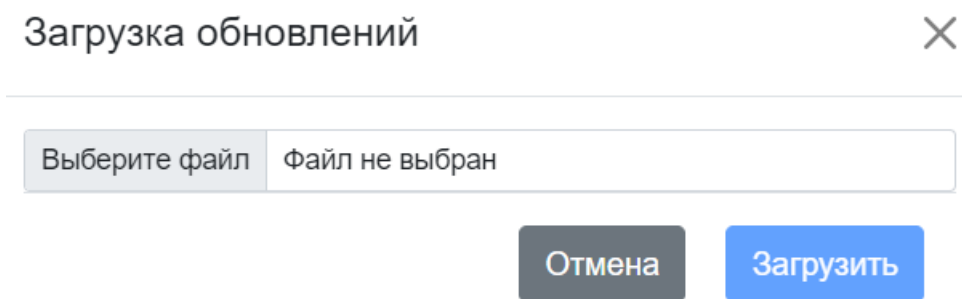 Загрузка обновлений
Выберите файл Файл не выбран
Отмена Загрузить